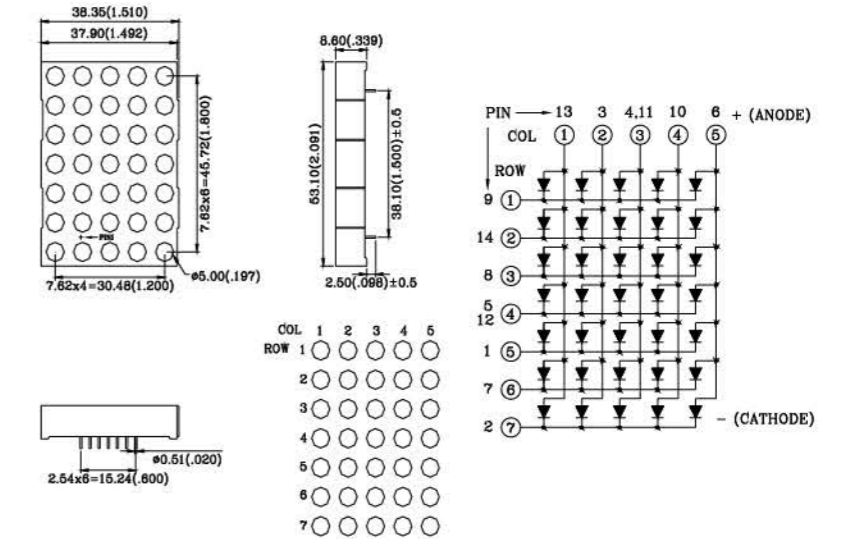 38.35(1.510)
37.90(1.492)
7.62x6=45.72(1.800)
+ PIN1
ø5.00(.197)
7.62x4=30.48(1.200)
8.60(.339)
53.10(2.091)
38.10(1.500)±0.5
2.50(.098)±0.5
PIN 13 3 4,11 10 6 + (ANODE)
COL 1 2 3 4 5
ROW
9 1
14 2
8 3
5
12 4
1 5
7 6
2 7
- (CATHODE)
COL 1 2 3 4 5
ROW 1
2
3
4
5
6
7
ø0.51(.020)
2.54x6=15.24(.600)